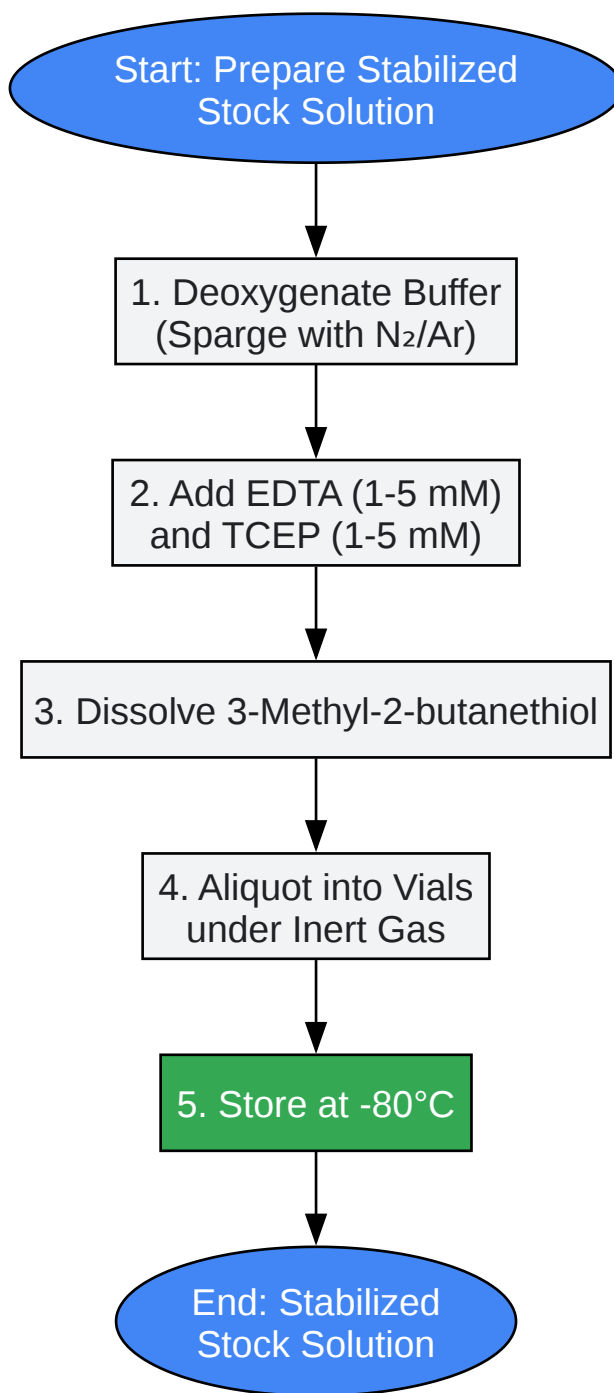 Start: Prepare Stabilized
Stock Solution
1. Deoxygenate Buffer
(Sparge with N₂/Ar)
2. Add EDTA (1-5 mM)
and TCEP (1-5 mM)
3. Dissolve 3-Methyl-2-butanethiol
4. Aliquot into Vials
under Inert Gas
5. Store at -80°C
End: Stabilized
Stock Solution